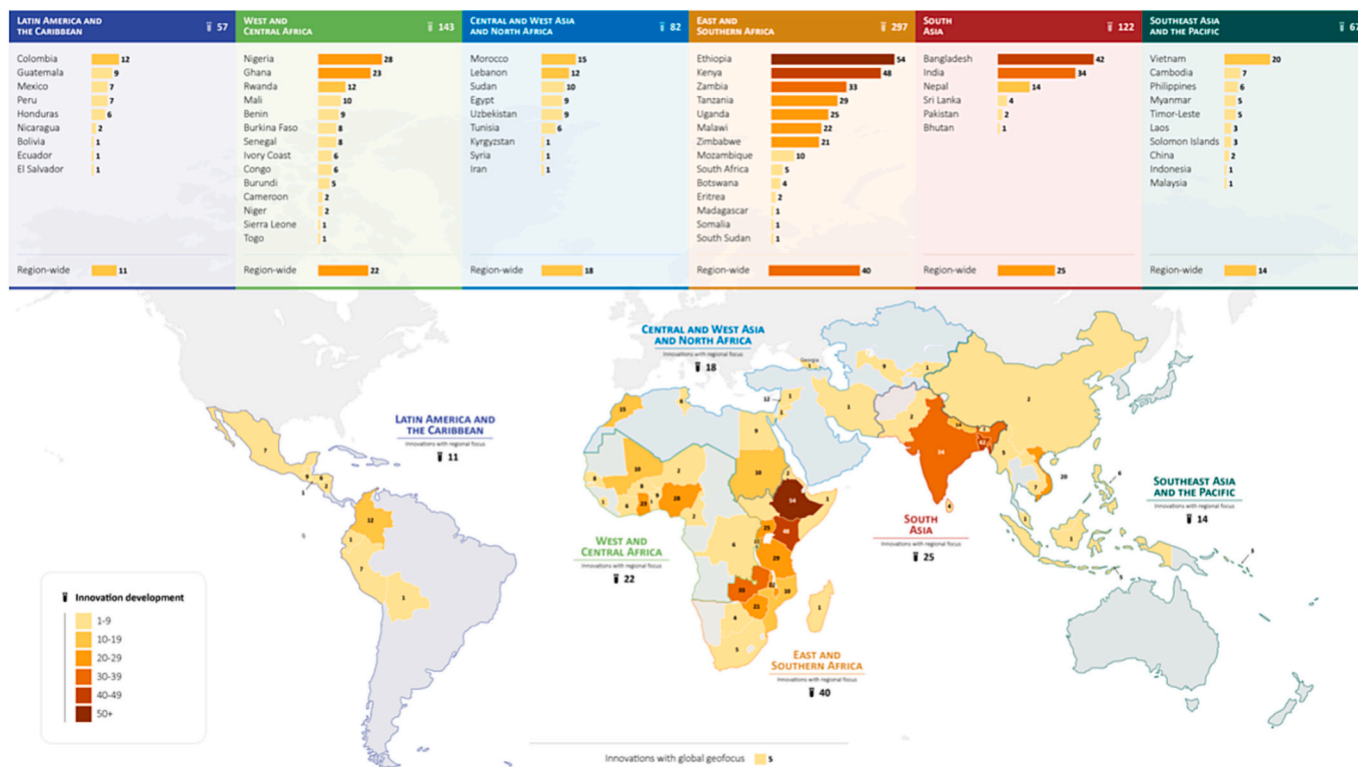 LATIN AMERICA AND THE CARIBBEAN 57
Colombia 12
Guatemala 9
Mexico 7
Peru 7
Honduras 6
Nicaragua 2
Bolivia 1
Ecuador 1
El Salvador 1
Region-wide 11
WEST AND CENTRAL AFRICA 143
Nigeria 28
Ghana 23
Rwanda 12
Mali 10
Benin 9
Burkina Faso 8
Senegal 8
Ivory Coast 6
Congo 6
Burundi 5
Cameroon 2
Niger 2
Sierra Leone 1
Togo 1
Region-wide 22
CENTRAL AND WEST ASIA AND NORTH AFRICA 82
Morocco 15
Lebanon 12
Sudan 10
Egypt 9
Uzbekistan 9
Tunisia 6
Kyrgyzstan 1
Syria 1
Iran 1
Region-wide 18
EAST AND SOUTHERN AFRICA 297
Ethiopia 54
Kenya 48
Zambia 33
Tanzania 29
Uganda 25
Malawi 22
Zimbabwe 21
Mozambique 10
South Africa 5
Botswana 4
Eritrea 2
Madagascar 1
Somalia 1
South Sudan 1
Region-wide 40
SOUTH ASIA 122
Bangladesh 42
India 34
Nepal 14
Sri Lanka 4
Pakistan 2
Bhutan 1
Region-wide 25
SOUTHEAST ASIA AND THE PACIFIC 67
Vietnam 20
Cambodia 7
Philippines 6
Myanmar 5
Timor-Leste 5
Laos 3
Solomon Islands 3
China 2
Indonesia 1
Malaysia 1
Region-wide 14
CENTRAL AND WEST ASIA
AND NORTH AFRICA
Innovations with regional focus
18
LATIN AMERICA AND
THE CARIBBEAN
Innovations with regional focus
11
WEST AND
CENTRAL AFRICA
Innovations with regional focus
22
EAST AND
SOUTHERN AFRICA
Innovations with regional focus
40
SOUTH
ASIA
Innovations with regional focus
25
SOUTHEAST ASIA
AND THE PACIFIC
Innovations with regional focus
14
Georgia
Innovation development
1-9
10-19
20-29
30-39
40-49
50+
Innovations with global geofocus 5